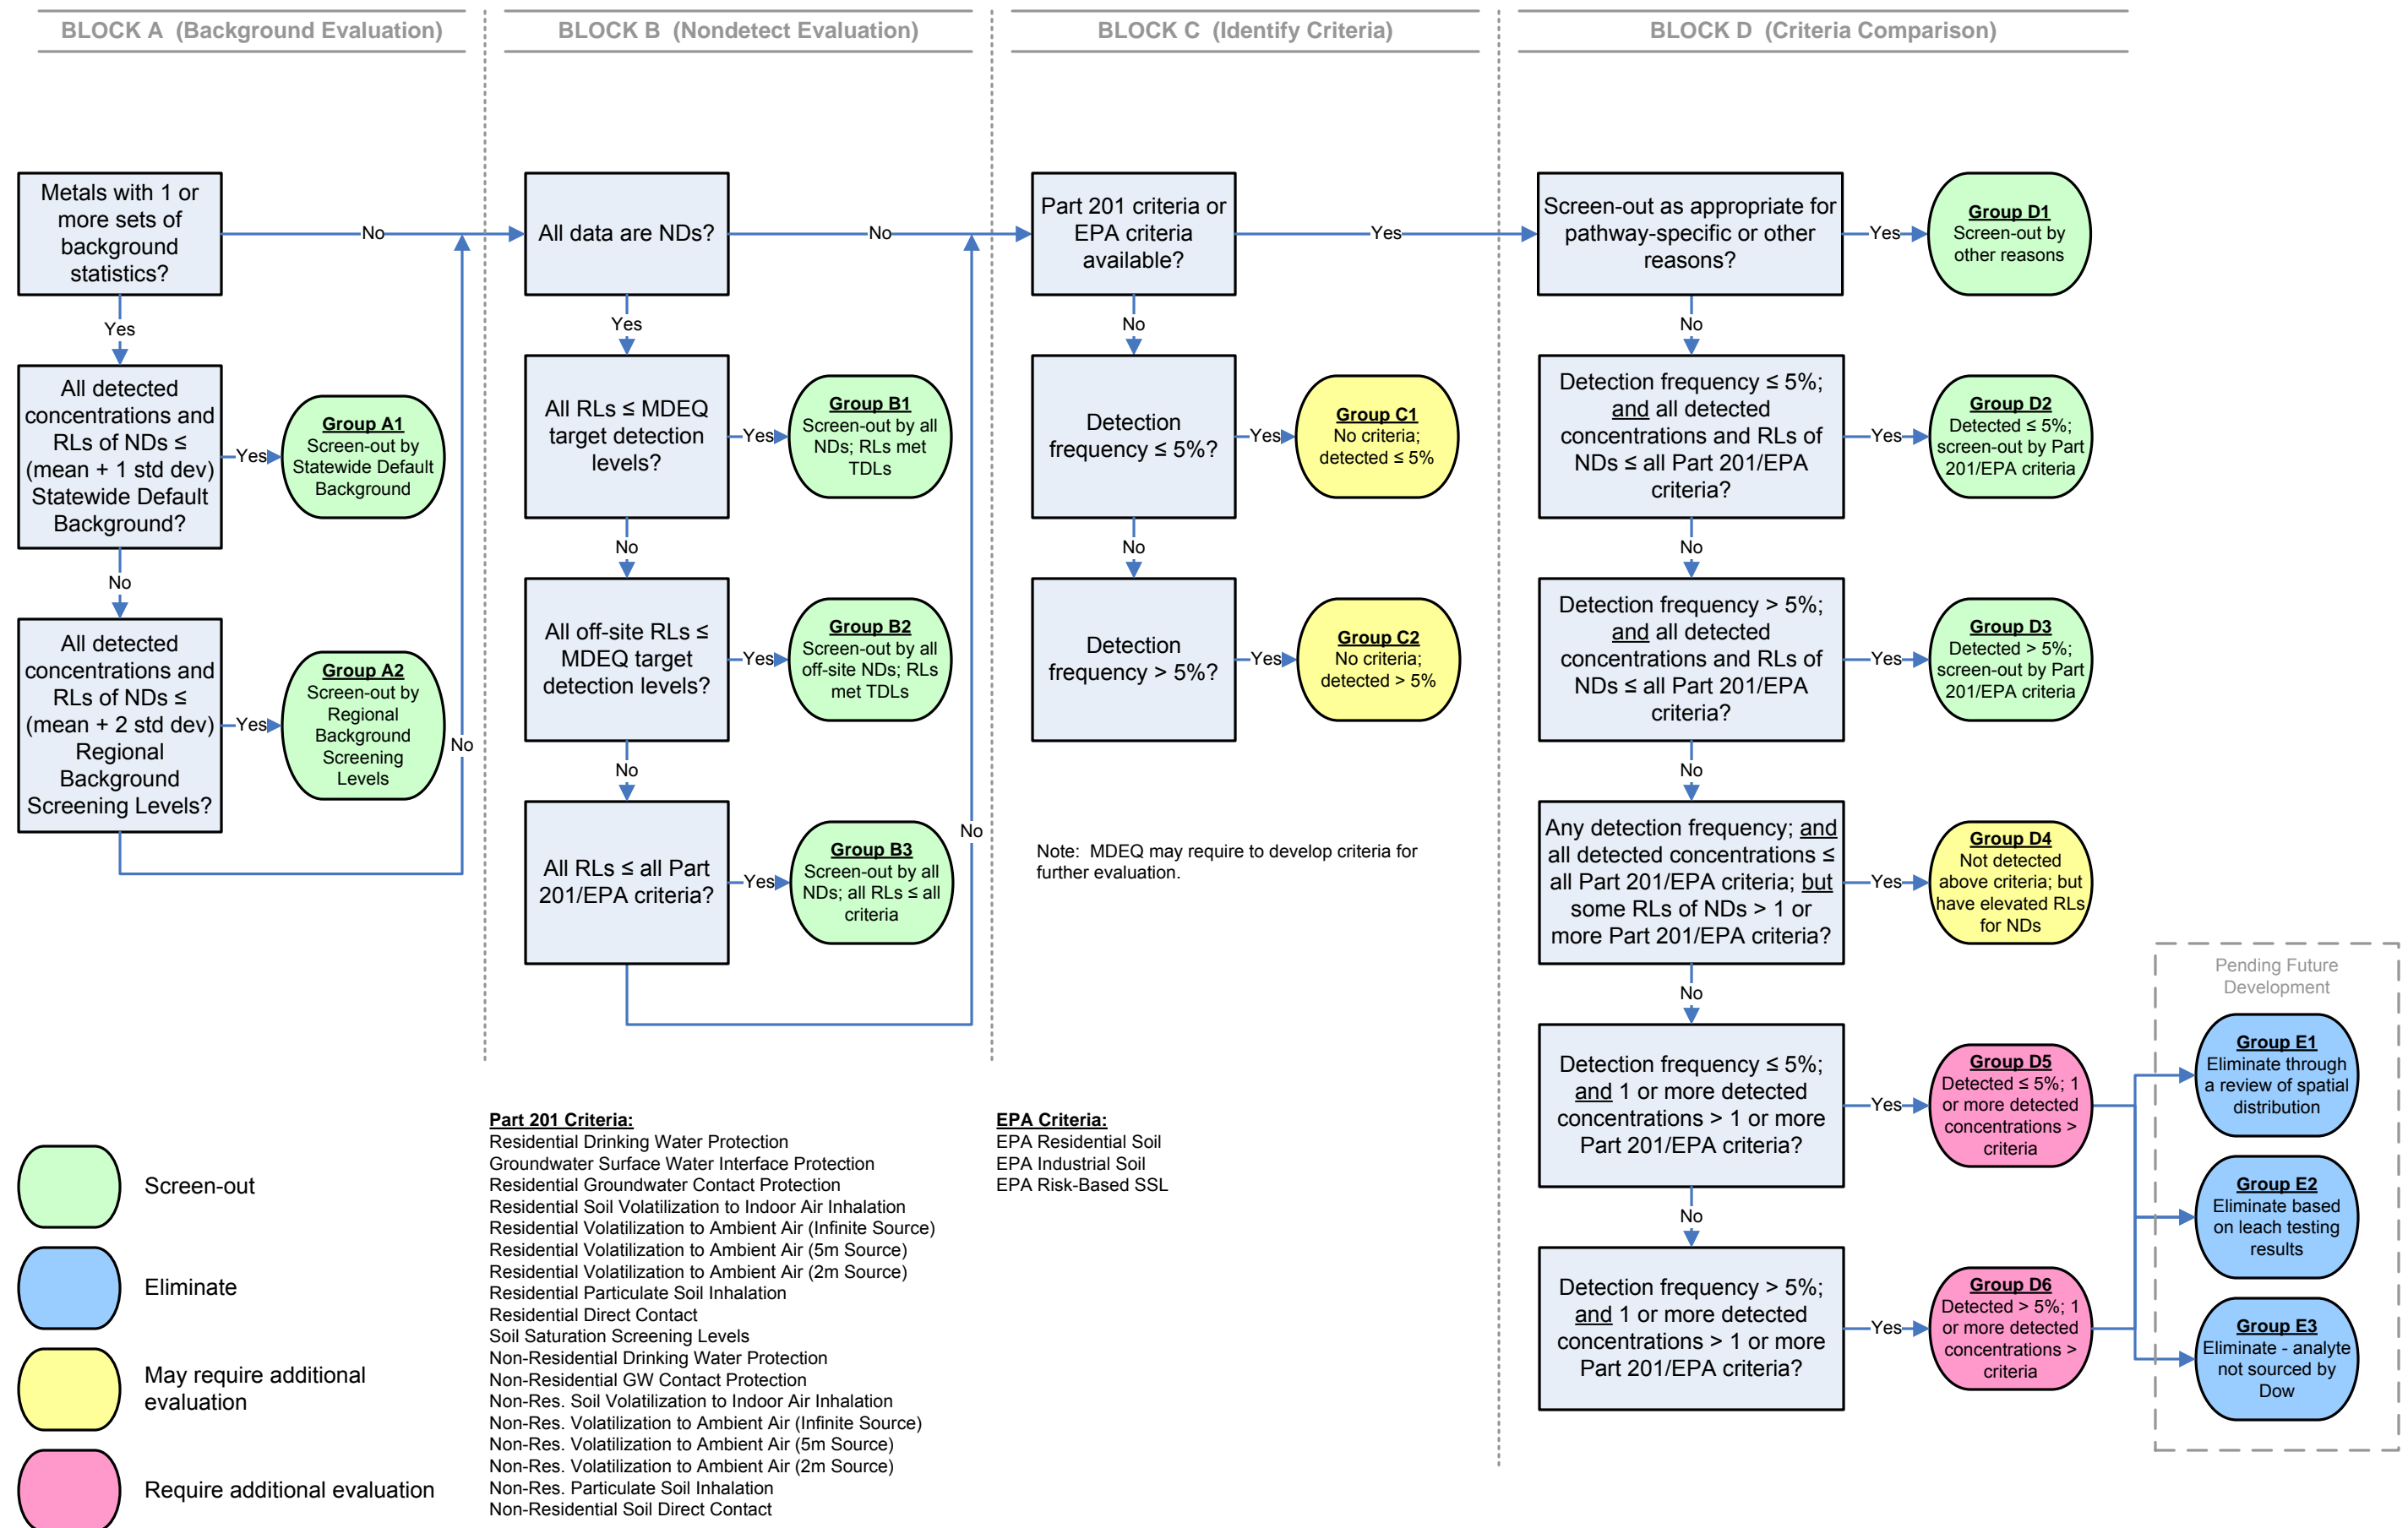 BLOCK A  (Background Evaluation)
BLOCK B  (Nondetect Evaluation)
BLOCK C  (Identify Criteria)
BLOCK D  (Criteria Comparison)
Metals with 1 or
more sets of
background
statistics?
No
Yes
All detected
concentrations and
RLs of NDs ≤
(mean + 1 std dev)
Statewide Default
Background?
Yes
Group A1
Screen-out by
Statewide Default
Background
No
All detected
concentrations and
RLs of NDs ≤
(mean + 2 std dev)
Regional
Background
Screening Levels?
Yes
Group A2
Screen-out by
Regional
Background
Screening
Levels
No
All data are NDs?
No
Yes
All RLs ≤ MDEQ
target detection
levels?
Yes
Group B1
Screen-out by all
NDs; RLs met
TDLs
No
All off-site RLs ≤
MDEQ target
detection levels?
Yes
Group B2
Screen-out by all
off-site NDs; RLs
met TDLs
No
All RLs ≤ all Part
201/EPA criteria?
Yes
Group B3
Screen-out by all
NDs; all RLs ≤ all
criteria
No
Part 201 criteria or
EPA criteria
available?
Yes
No
Detection
frequency ≤ 5%?
Yes
Group C1
No criteria;
detected ≤ 5%
No
Detection
frequency > 5%?
Yes
Group C2
No criteria;
detected > 5%
Note:  MDEQ may require to develop criteria for
further evaluation.
Screen-out as appropriate for
pathway-specific or other
reasons?
Yes
Group D1
Screen-out by
other reasons
No
Detection frequency ≤ 5%;
and all detected
concentrations and RLs of
NDs ≤ all Part 201/EPA
criteria?
Yes
Group D2
Detected ≤ 5%;
screen-out by Part
201/EPA criteria
No
Detection frequency > 5%;
and all detected
concentrations and RLs of
NDs ≤ all Part 201/EPA
criteria?
Yes
Group D3
Detected > 5%;
screen-out by Part
201/EPA criteria
No
Any detection frequency; and
all detected concentrations ≤
all Part 201/EPA criteria; but
some RLs of NDs > 1 or
more Part 201/EPA criteria?
Yes
Group D4
Not detected
above criteria; but
have elevated RLs
for NDs
No
Detection frequency ≤ 5%;
and 1 or more detected
concentrations > 1 or more
Part 201/EPA criteria?
Yes
Group D5
Detected ≤ 5%; 1
or more detected
concentrations >
criteria
No
Detection frequency > 5%;
and 1 or more detected
concentrations > 1 or more
Part 201/EPA criteria?
Yes
Group D6
Detected > 5%; 1
or more detected
concentrations >
criteria
Pending Future
Development
Group E1
Eliminate through
a review of spatial
distribution
Group E2
Eliminate based
on leach testing
results
Group E3
Eliminate - analyte
not sourced by
Dow
Screen-out
Eliminate
May require additional
evaluation
Require additional evaluation
Part 201 Criteria:
Residential Drinking Water Protection
Groundwater Surface Water Interface Protection
Residential Groundwater Contact Protection
Residential Soil Volatilization to Indoor Air Inhalation
Residential Volatilization to Ambient Air (Infinite Source)
Residential Volatilization to Ambient Air (5m Source)
Residential Volatilization to Ambient Air (2m Source)
Residential Particulate Soil Inhalation
Residential Direct Contact
Soil Saturation Screening Levels
Non-Residential Drinking Water Protection
Non-Residential GW Contact Protection
Non-Res. Soil Volatilization to Indoor Air Inhalation
Non-Res. Volatilization to Ambient Air (Infinite Source)
Non-Res. Volatilization to Ambient Air (5m Source)
Non-Res. Volatilization to Ambient Air (2m Source)
Non-Res. Particulate Soil Inhalation
Non-Residential Soil Direct Contact
EPA Criteria:
EPA Residential Soil
EPA Industrial Soil
EPA Risk-Based SSL